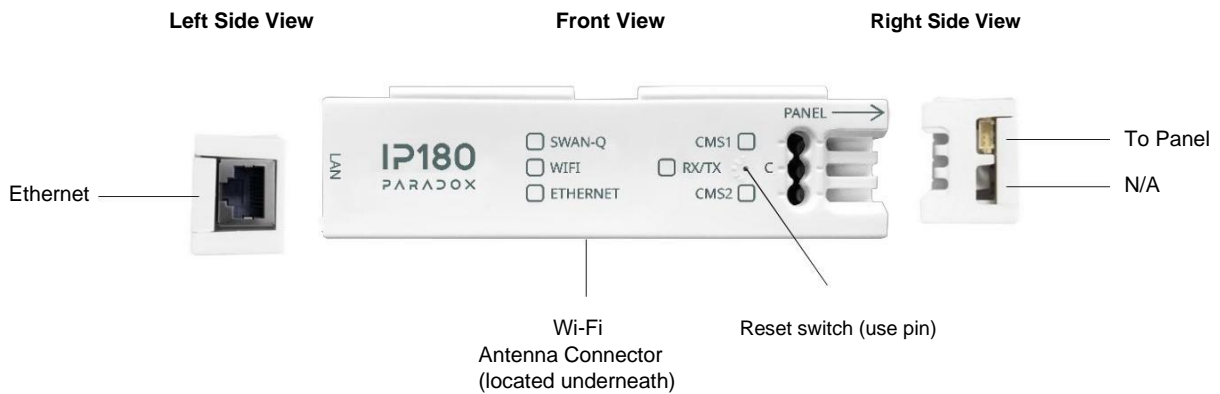 Left Side View
Front View
Right Side View
PANEL
LAN
IP180
PARADOX
SWAN-Q
WIFI
ETHERNET
CMS1
RX/TX
C
CMS2
Ethernet
To Panel
N/A
Wi-Fi
Antenna Connector
(located underneath)
Reset switch (use pin)